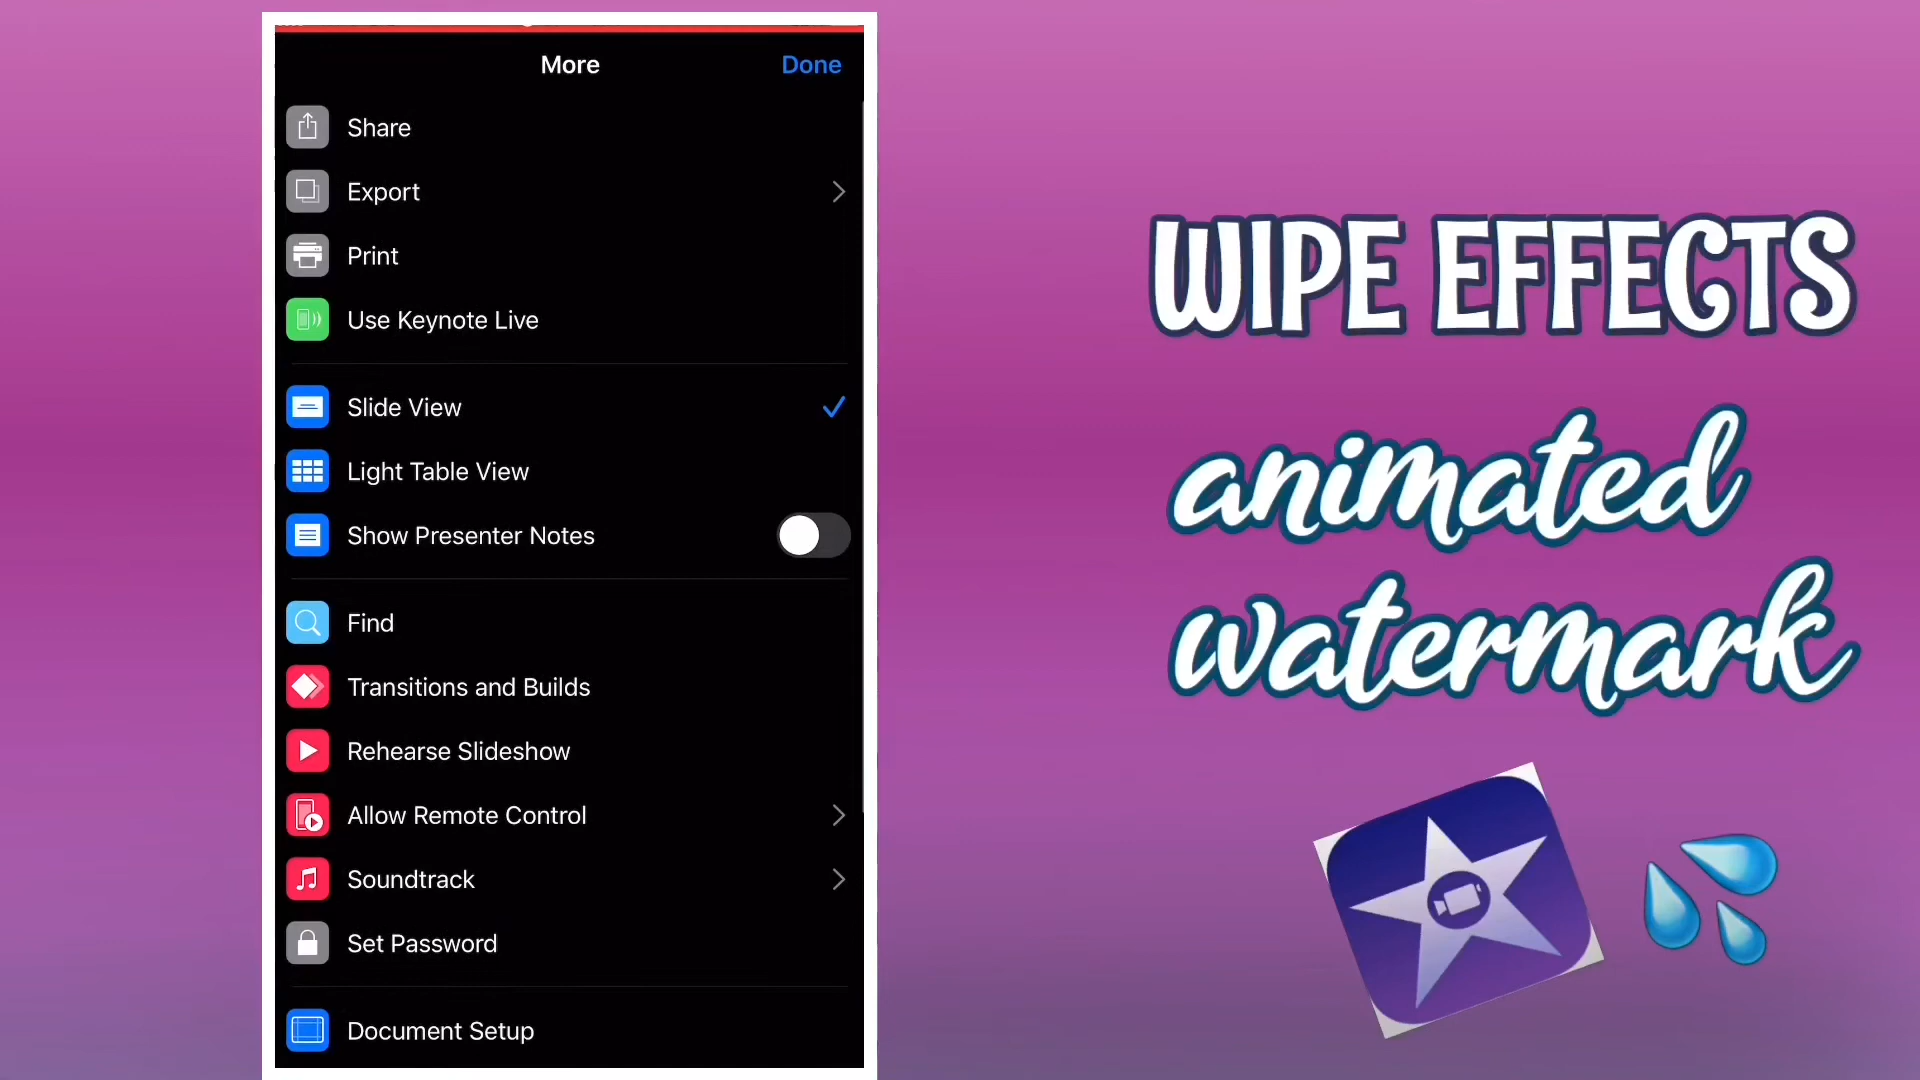 More
Done
Share
Export
Print
Use Keynote Live
Slide View
Light Table View
Show Presenter Notes
Find
Transitions and Builds
Rehearse Slideshow
Allow Remote Control
Soundtrack
Set Password
Document Setup
WIPE EFFECTS
animated
watermark